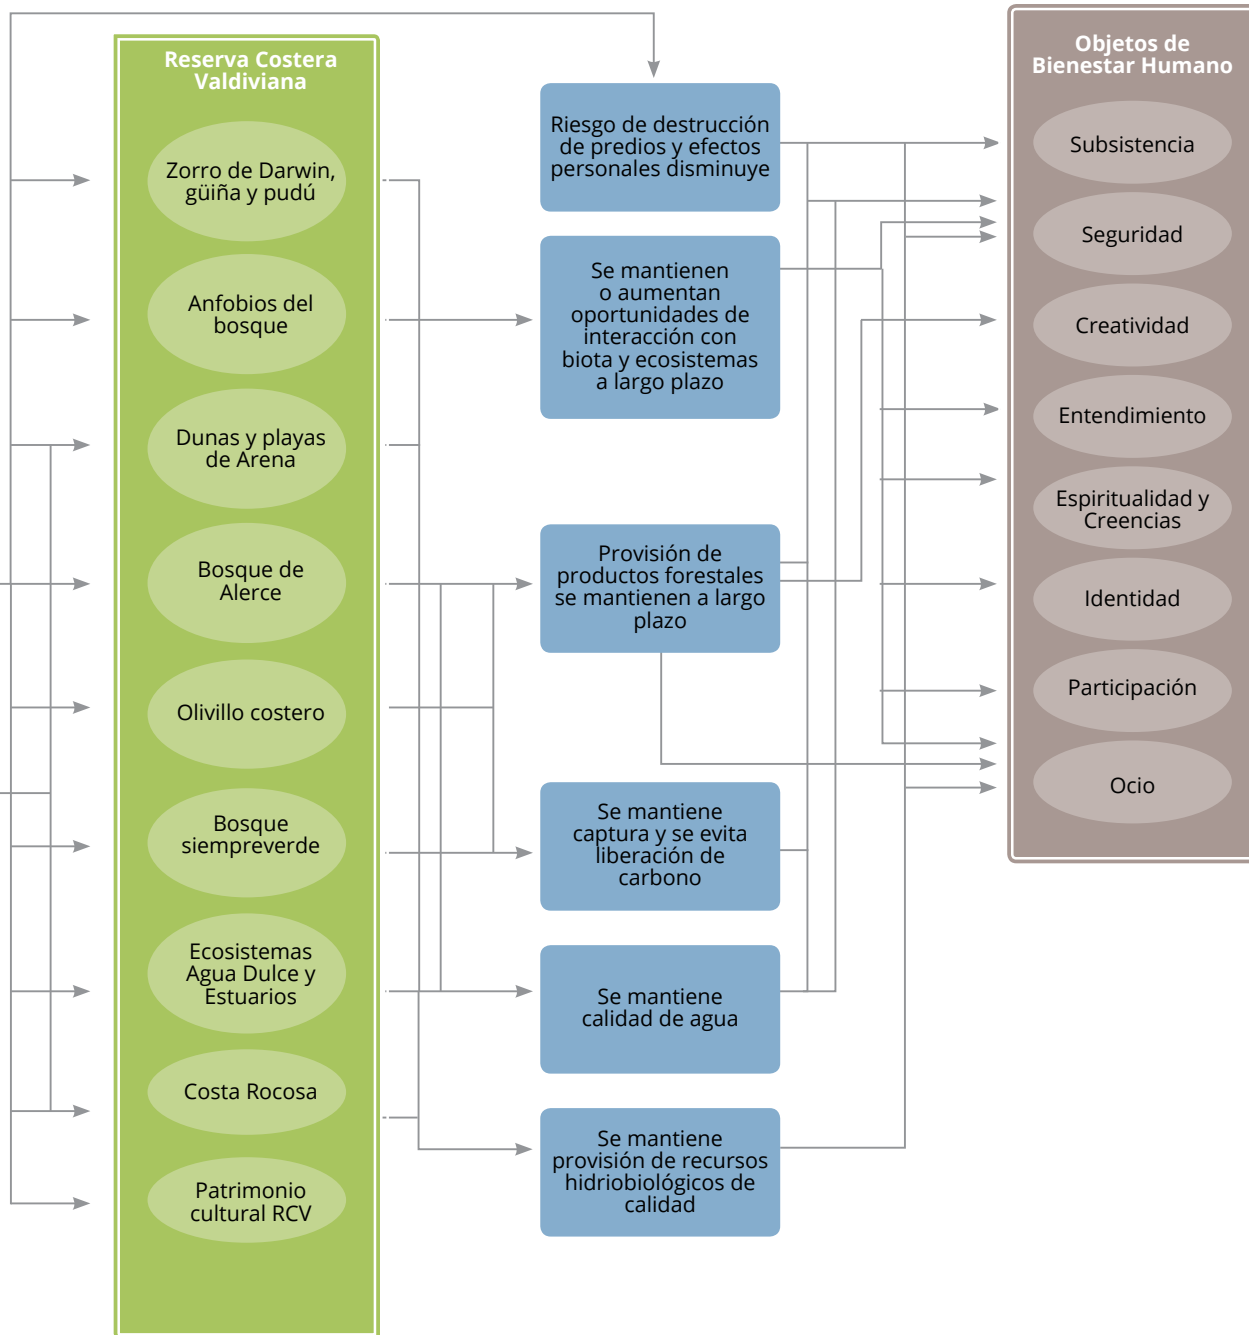 Reserva Costera
Valdiviana
Zorro de Darwin,
güiña y pudú
Anfobios del
bosque
Dunas y playas
de Arena
Bosque de
Alerce
Olivillo costero
Bosque
siempreverde
Ecosistemas
Agua Dulce y
Estuarios
Costa Rocosa
Patrimonio
cultural RCV
Riesgo de destrucción
de predios y efectos
personales disminuye
Se mantienen
o aumentan
oportunidades de
interacción con
biota y ecosistemas
a largo plazo
Provisión de
productos forestales
se mantienen a largo
plazo
Se mantiene
captura y se evita
liberación de
carbono
Se mantiene
calidad de agua
Se mantiene
provisión de recursos
hidriobiológicos de
calidad
Objetos de
Bienestar Humano
Subsistencia
Seguridad
Creatividad
Entendimiento
Espiritualidad y
Creencias
Identidad
Participación
Ocio